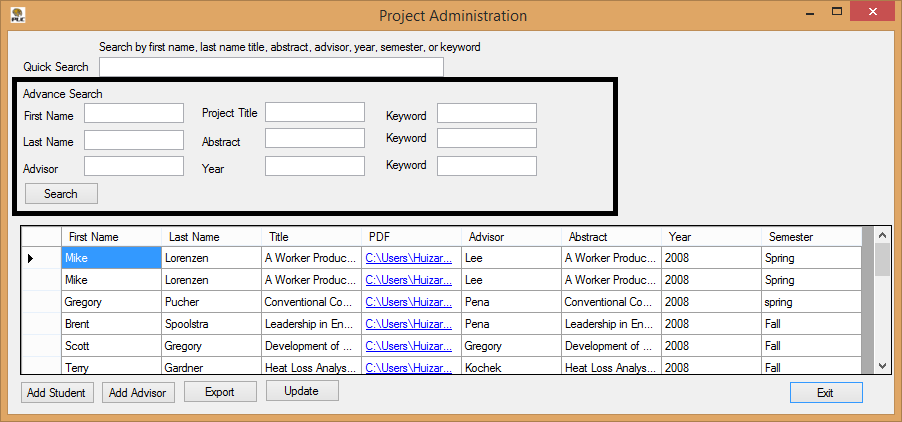 Project Administration
Search by first name, last name title, abstract, advisor, year, semester, or keyword
Quick Search
Advance Search
First Name Project Title Keyword
Last Name Abstract Keyword
Advisor Year Keyword
Search
First Name Last Name Title PDF Advisor Abstract Year Semester
Mike Lorenzen A Worker Produc... C:\Users\Huizar... Lee A Worker Produc... 2008 Spring
Mike Lorenzen A Worker Produc... C:\Users\Huizar... Lee A Worker Produc... 2008 Spring
Gregory Pucher Conventional Co... C:\Users\Huizar... Pena Conventional Co... 2008 spring
Brent Spoolstra Leadership in En... C:\Users\Huizar... Pena Leadership in En... 2008 Fall
Scott Gregory Development of ... C:\Users\Huizar... Gregory Development of ... 2008 Fall
Terry Gardner Heat Loss Analys... C:\Users\Huizar... Kochek Heat Loss Analys... 2008 Fall
Add Student Add Advisor Export Update Exit